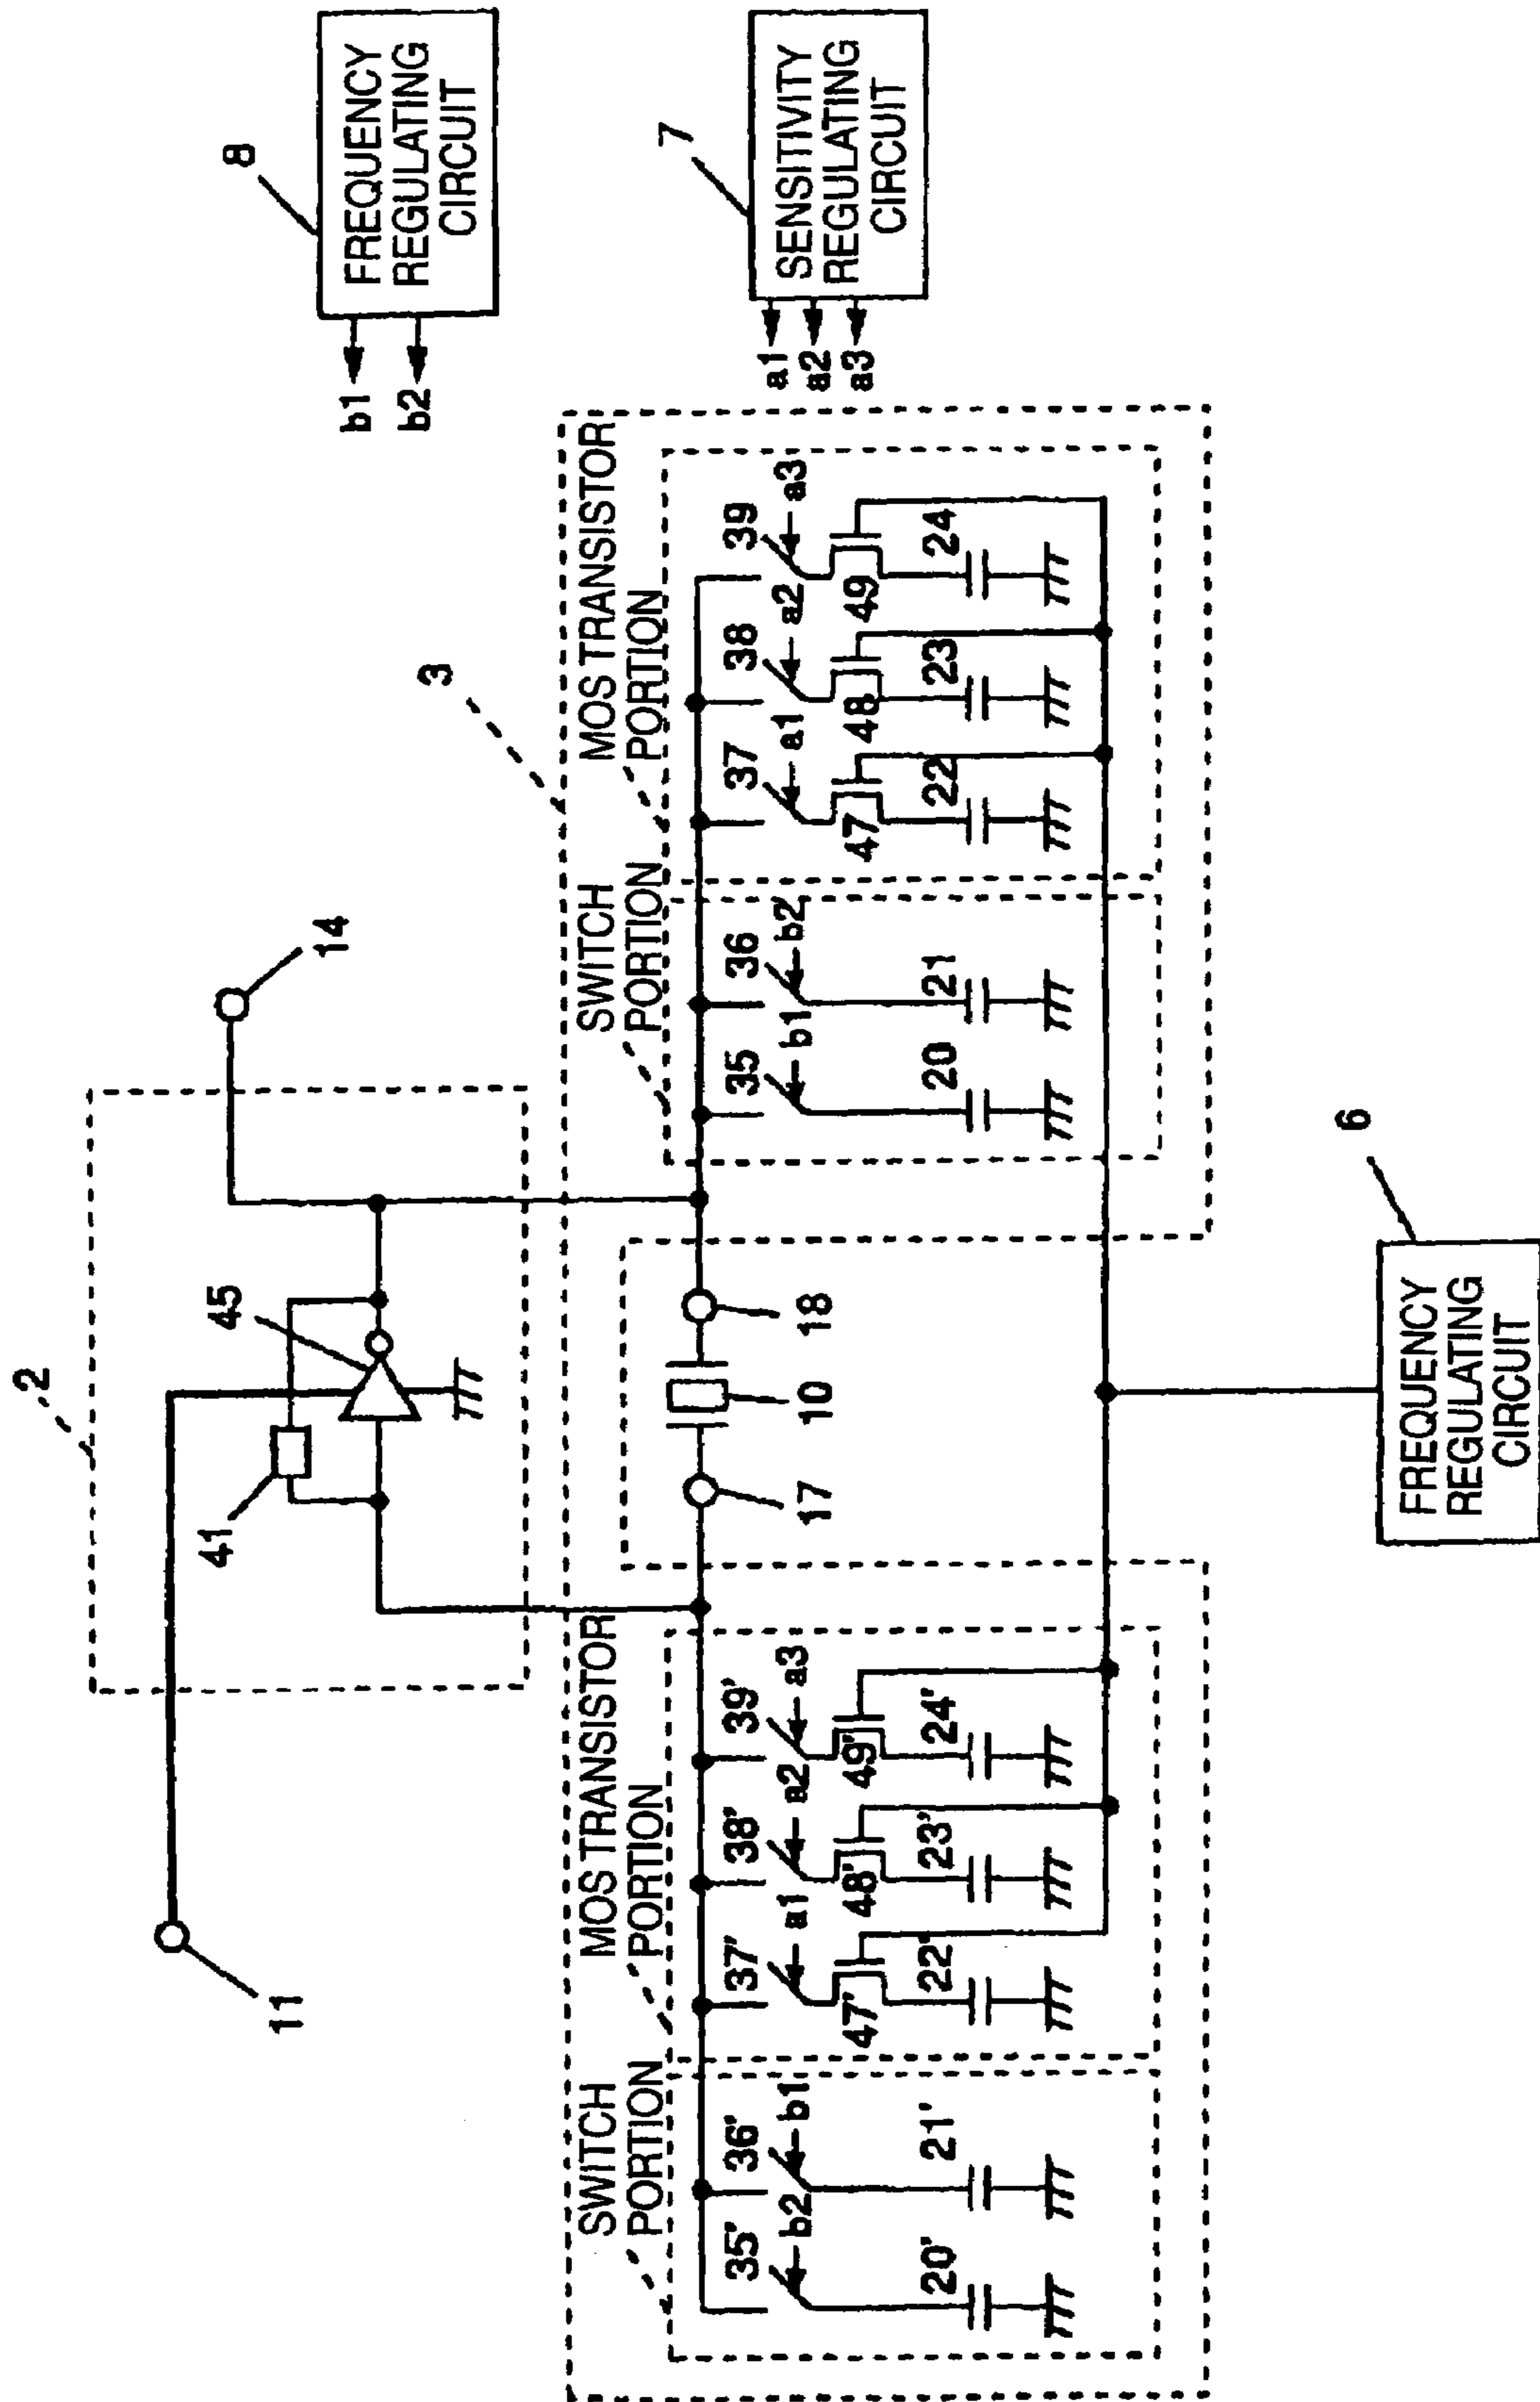 2
11
41
45
14
8
FREQUENCY
REGULATING
CIRCUIT
b1
b2
7
SENSITIVITY
REGULATING
CIRCUIT
a1
a2
a3
3
SWITCH
PORTION
MOS TRANSISTOR
PORTION
SWITCH
PORTION
MOS TRANSISTOR
PORTION
35'
b2
36'
b1
37'
a1
38'
a2
39'
a3
47'
48'
49'
20'
21'
22'
23'
24'
17
10
18
35
b1
36
b2
37
a1
38
a2
39
a3
47
48
49
20
21
22
23
24
6
FREQUENCY
REGULATING
CIRCUIT